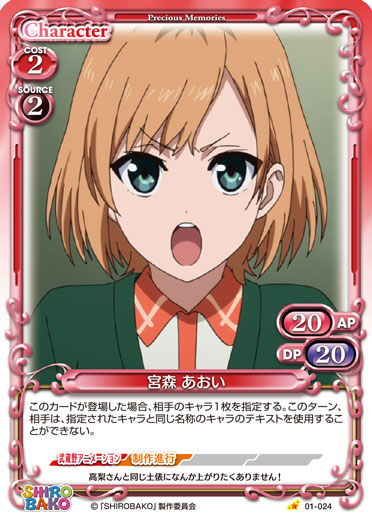 Precious Memories
Character
COST
2
SOURCE
2
20 AP
DP 20
宮森 あおい
このカードが登場した場合、相手のキャラ1枚を指定する。このターン、
相手は、指定されたキャラと同じ名称のキャラのテキストを使用するこ
とができない。
武蔵野アニメーション 制作進行
高梨さんと同じ土俵になんか上がりたくありません!
SHIRO
BAKO
©「SHIROBAKO」製作委員会
01-024